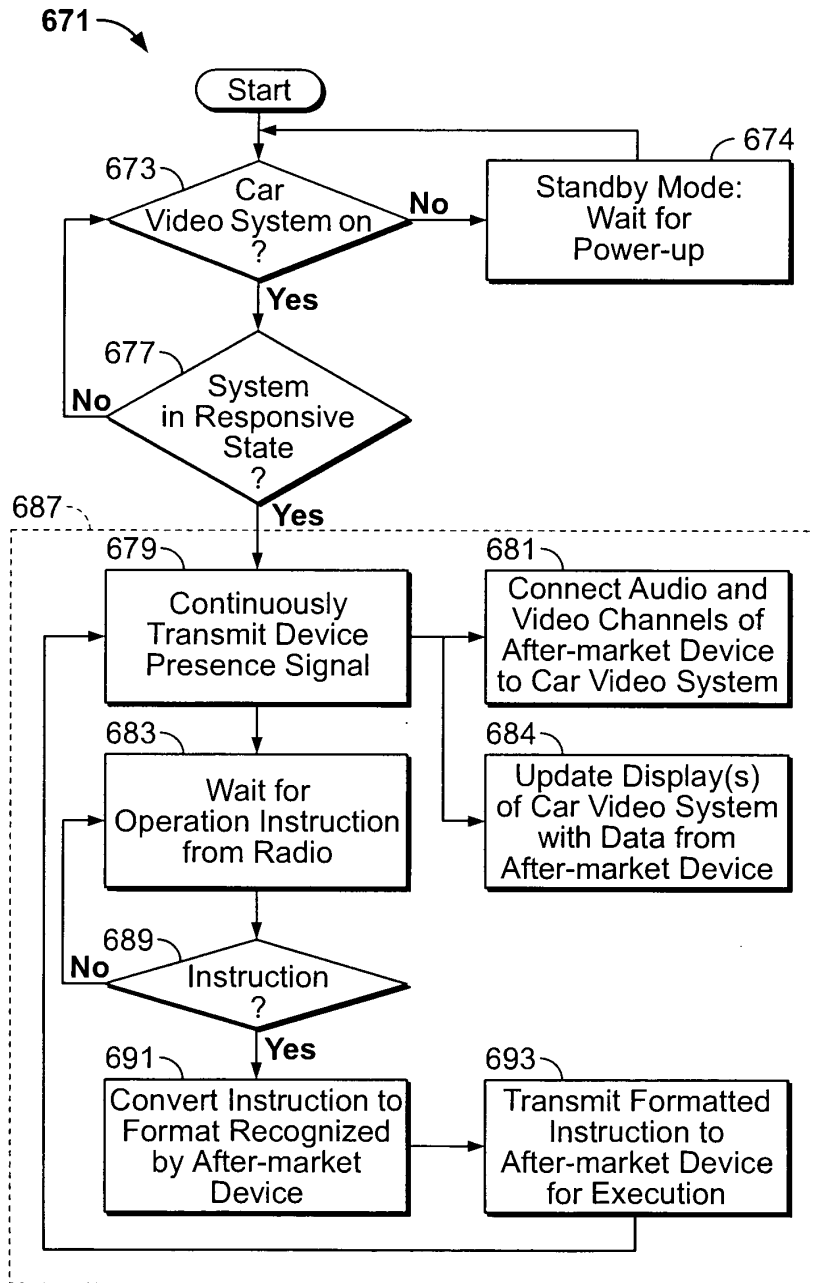 671
Start
673
Car
Video System on
?
No
674
Standby Mode:
Wait for
Power-up
Yes
677
System
in Responsive
State
?
No
Yes
687
679
Continuously
Transmit Device
Presence Signal
681
Connect Audio and
Video Channels of
After-market Device
to Car Video System
683
Wait for
Operation Instruction
from Radio
684
Update Display(s)
of Car Video System
with Data from
After-market Device
689
No
Instruction
?
Yes
691
Convert Instruction to
Format Recognized
by After-market
Device
693
Transmit Formatted
Instruction to
After-market Device
for Execution